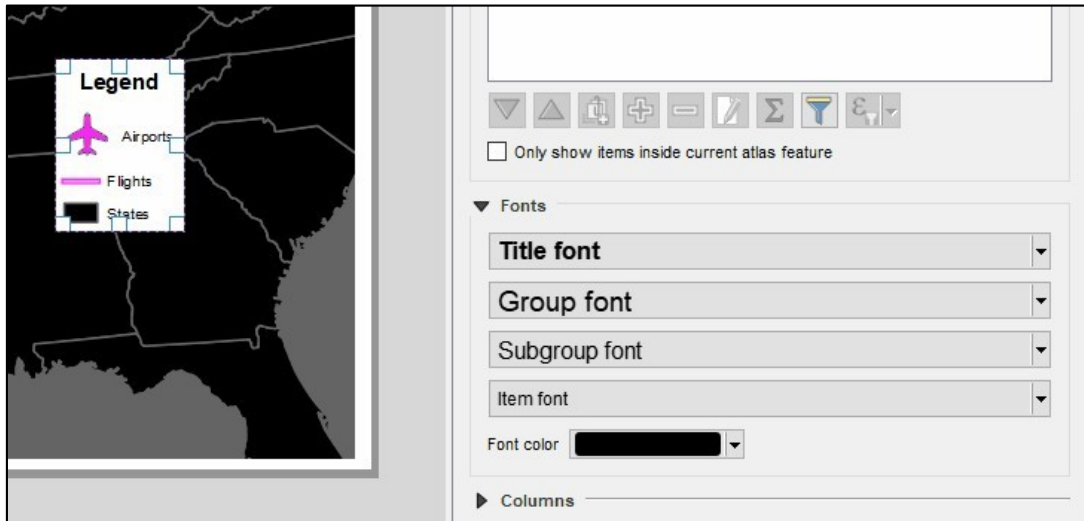 Legend
Airports
Flights
States
Σ
ε
Only show items inside current atlas feature
Fonts
Title font
Group font
Subgroup font
Item font
Font color
Columns